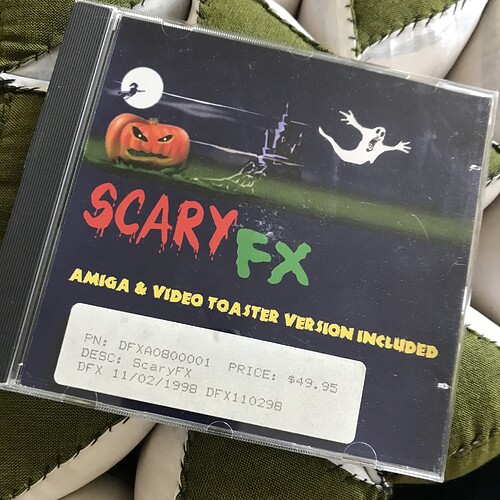 SCARY
FX
AMIGA & VIDEO TOASTER VERSION INCLUDED
PN: DFXA0800001 PRICE: $49.95
DESC: ScaryFX
DFX 11/02/1998 DFX110298